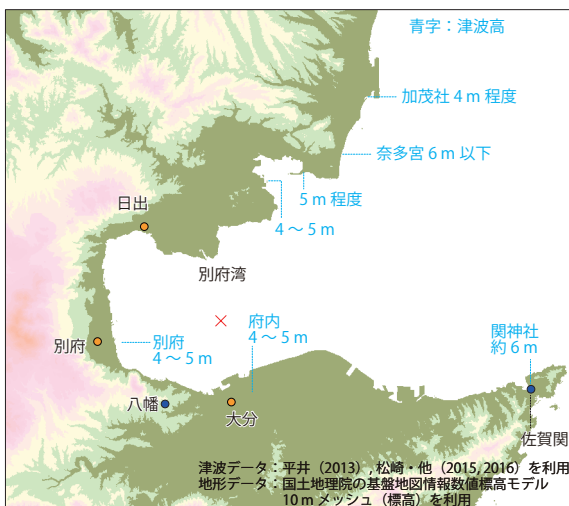 青字：津波高
加茂社 4 m 程度
奈多宮 6 m 以下
5 m 程度
4 ～ 5 m
日出
別府湾
府内
4 ～ 5 m
別府
別府
4 ～ 5 m
関神社
約 6 m
八幡
大分
佐賀関
津波データ：平井（2013）, 松崎・他（2015, 2016）を利用
地形データ：国土地理院の基盤地図情報数値標高モデル
10 m メッシュ（標高）を利用